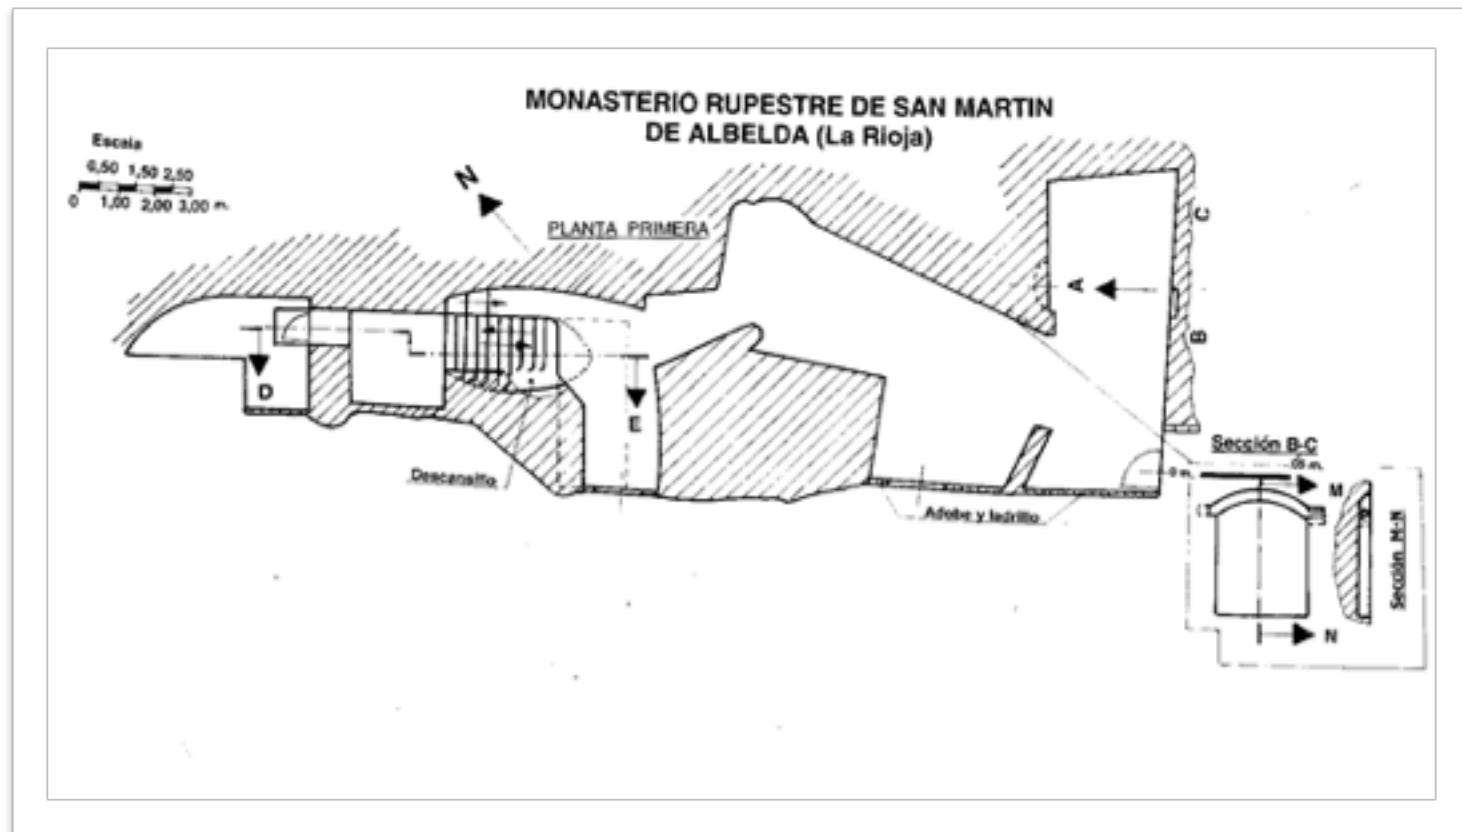 MONASTERIO RUPESTRE DE SAN MARTIN
DE ALBELDA (La Rioja)
Escala
0,50 1,50 2,50
0 1,00 2,00 3,00 m.
N
PLANTA PRIMERA
C
A
B
D
E
Descansillo
Adobe y ladrillo
Sección B-C
0 m.
M
Sección M-N
N